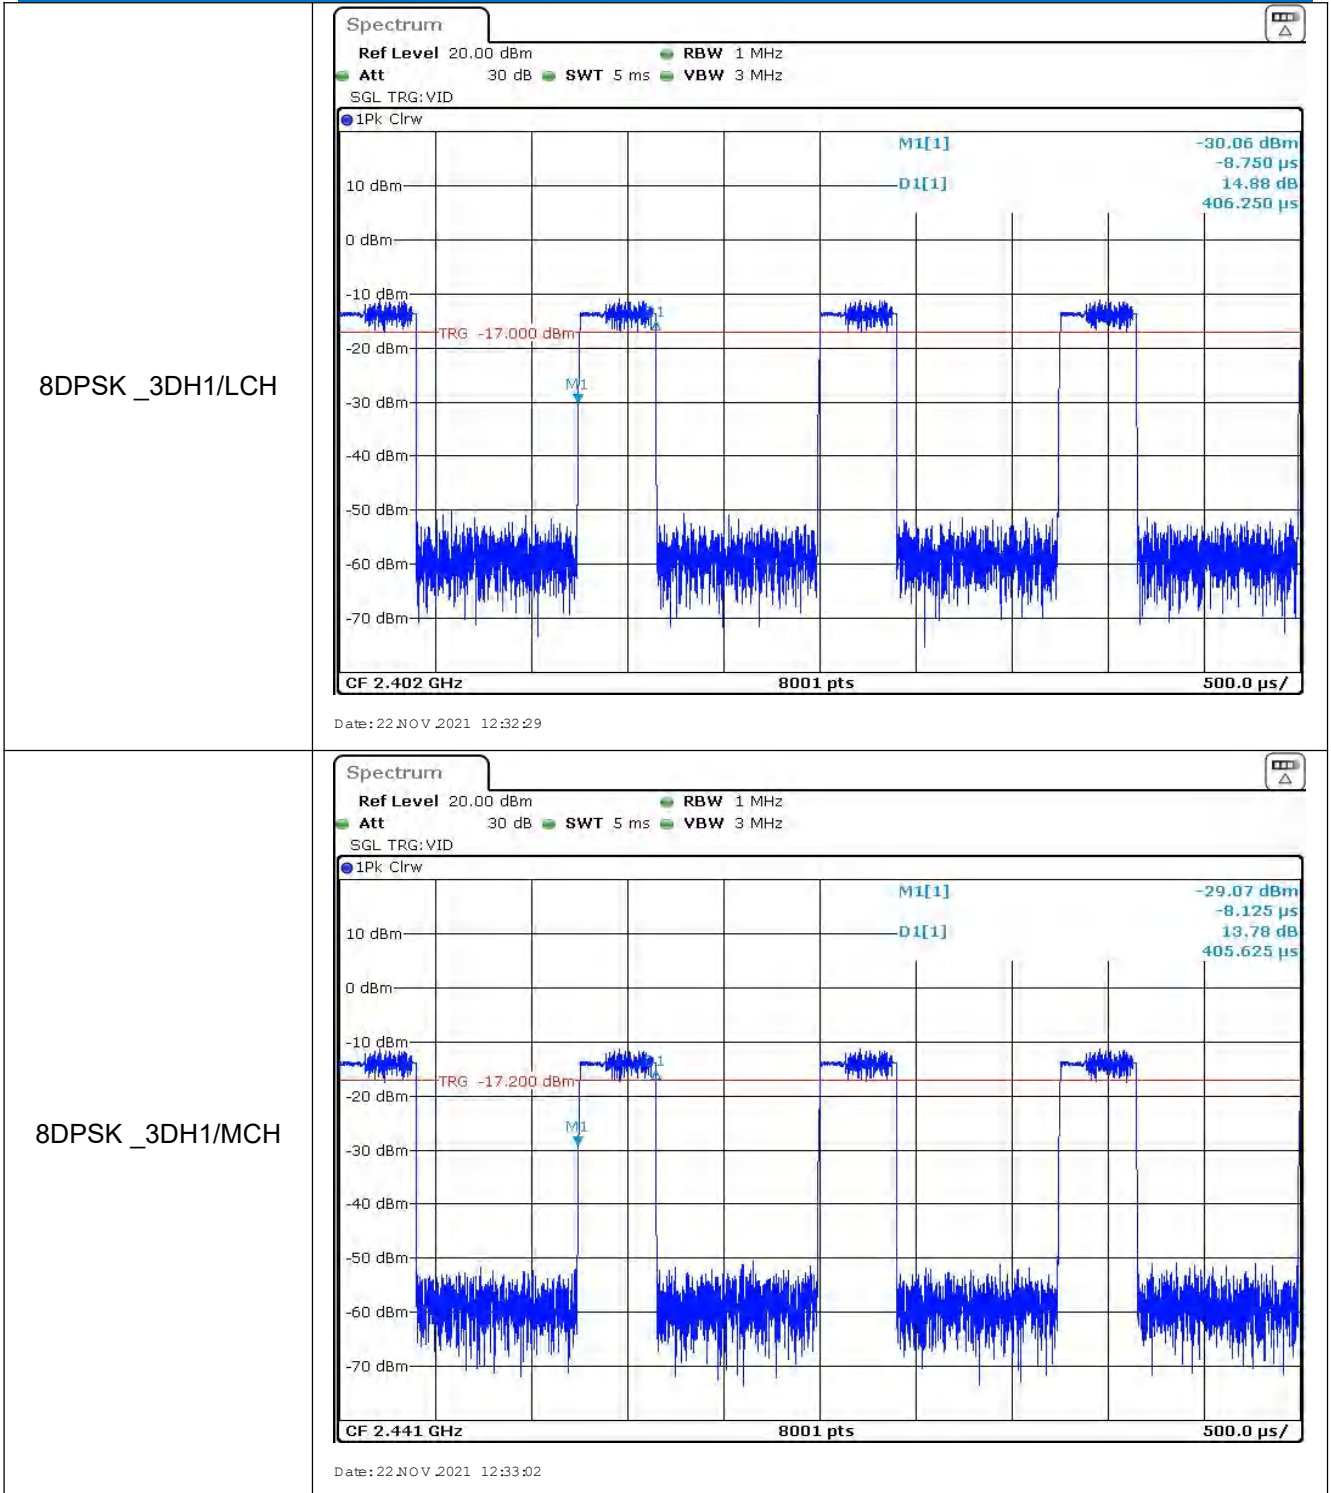 8DPSK _3DH1/LCH
Spectrum
Ref Level 20.00 dBm RBW 1 MHz
Att 30 dB SWT 5 ms VBW 3 MHz
SGL TRG:VID
1Pk Clrw
M1[1] -30.06 dBm
-8.750 µs
10 dBm D1[1] 14.88 dB
406.250 µs
0 dBm
-10 dBm
1
TRG -17.000 dBm
-20 dBm
M1
-30 dBm
-40 dBm
-50 dBm
-60 dBm
-70 dBm
CF 2.402 GHz 8001 pts 500.0 µs/
Date:22.NOV.2021 12:32:29
8DPSK _3DH1/MCH
Spectrum
Ref Level 20.00 dBm RBW 1 MHz
Att 30 dB SWT 5 ms VBW 3 MHz
SGL TRG:VID
1Pk Clrw
M1[1] -29.07 dBm
-8.125 µs
10 dBm D1[1] 13.78 dB
405.625 µs
0 dBm
-10 dBm
1
TRG -17.200 dBm
-20 dBm
M1
-30 dBm
-40 dBm
-50 dBm
-60 dBm
-70 dBm
CF 2.441 GHz 8001 pts 500.0 µs/
Date:22.NOV.2021 12:33:02